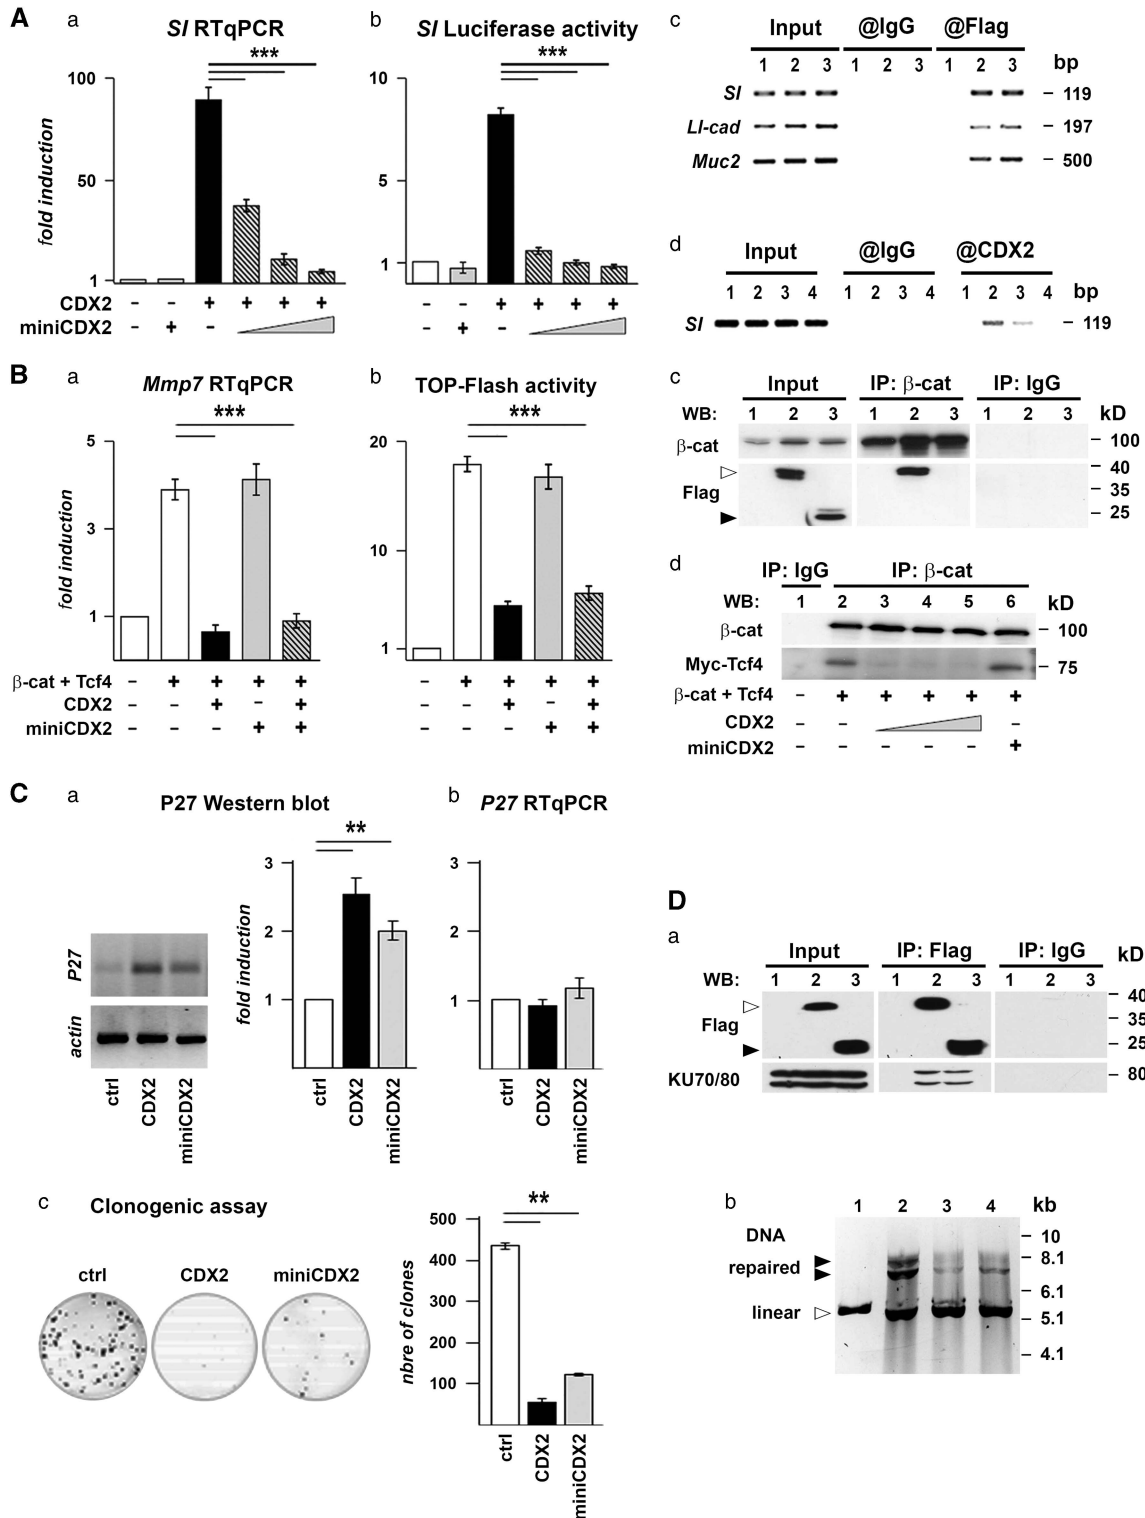 A
a
SI RTqPCR
***
100
50
1
fold induction
CDX2 – – + + + +
miniCDX2 – + –
b
SI Luciferase activity
***
10
5
1
– – + + + +
– + –
c
Input @IgG @Flag
1 2 3 1 2 3 1 2 3 bp
SI – 119
LI-cad – 197
Muc2 – 500
d
Input @IgG @CDX2
1 2 3 4 1 2 3 4 1 2 3 4 bp
SI – 119
B
a
Mmp7 RTqPCR
***
5
3
1
fold induction
β-cat + Tcf4 – + + + +
CDX2 – – + – +
miniCDX2 – – – + +
b
TOP-Flash activity
***
20
10
1
– + + + +
– – + – +
– – – + +
c
Input IP: β-cat IP: IgG
WB: 1 2 3 1 2 3 1 2 3 kD
β-cat – 100
– 40
Flag – 35
– 25
d
IP: IgG IP: β-cat
WB: 1 2 3 4 5 6 kD
β-cat – 100
Myc-Tcf4 – 75
β-cat + Tcf4 – + + + + +
CDX2 – – –
miniCDX2 – – – – – +
C
a
P27 Western blot
P27
actin
ctrl CDX2 miniCDX2
**
3
2
1
fold induction
ctrl CDX2 miniCDX2
b
P27 RTqPCR
3
2
1
ctrl CDX2 miniCDX2
c
Clonogenic assay
ctrl CDX2 miniCDX2
**
500
400
300
200
100
nbre of clones
ctrl CDX2 miniCDX2
D
a
Input IP: Flag IP: IgG kD
WB: 1 2 3 1 2 3 1 2 3
– 40
Flag – 35
– 25
KU70/80 – 80
b
1 2 3 4 kb
DNA – 10
– 8.1
repaired
– 6.1
linear – 5.1
– 4.1